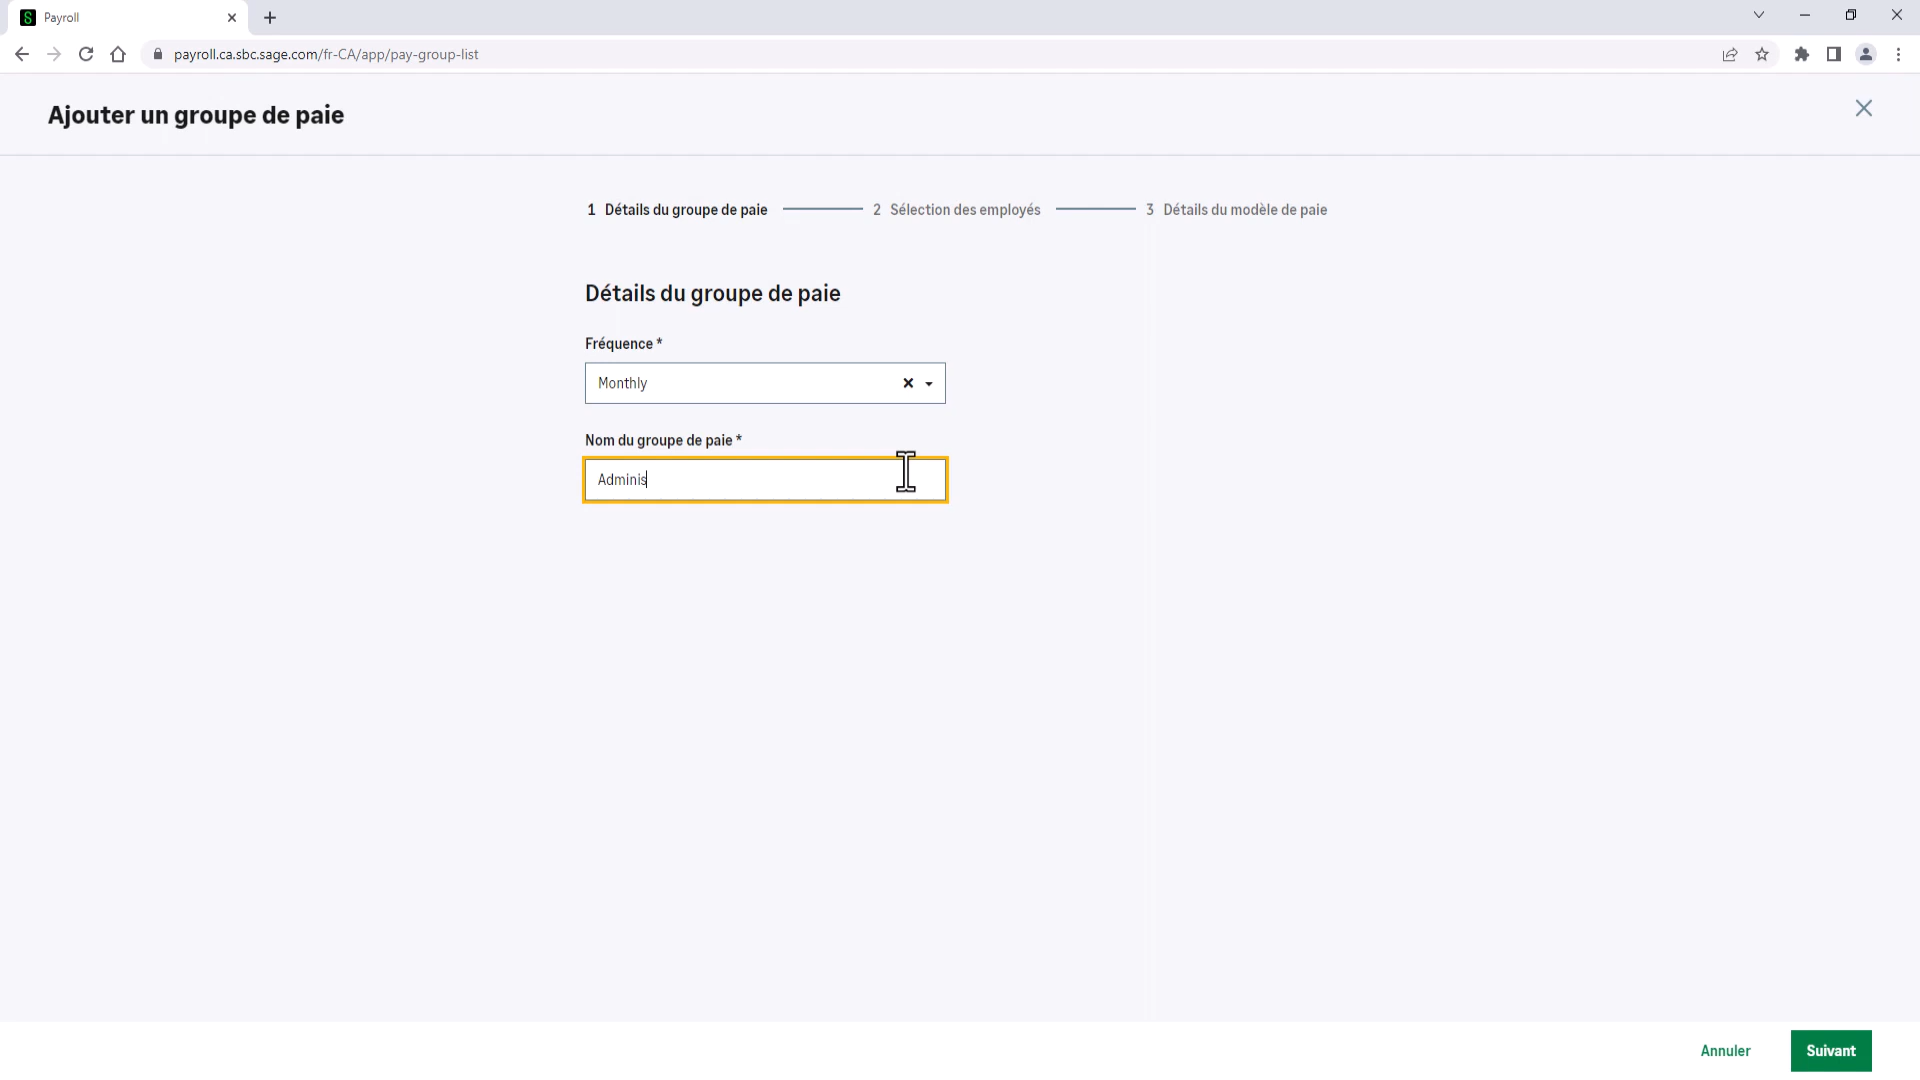 Payroll
payroll.ca.sbc.sage.com/fr-CA/app/pay-group-list
Ajouter un groupe de paie
1 Détails du groupe de paie 2 Sélection des employés 3 Détails du modèle de paie
Détails du groupe de paie
Fréquence *
Monthly
Nom du groupe de paie *
Adminis
Annuler Suivant